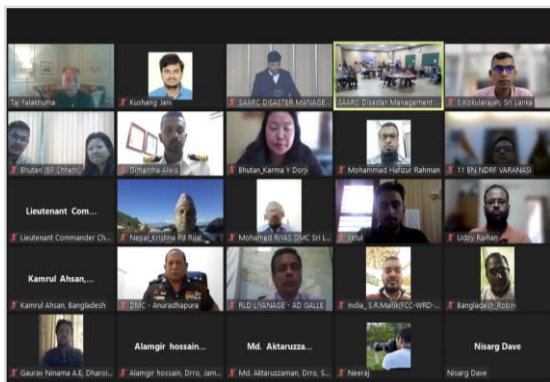 Taj Falaknuma
Kushang Jani
SAARC DISASTER MANAGE...
SAARC Disaster Management ...
S.Kokularajah, Sri Lanka
Bhutan IBP Chhetri
Dimantha Alwis
Bhutan_Karma Y Dorji
Mohammad Hafizur Rahman
11 BN NDRF VARANASI
Lieutenant Com...
Lieutenant Commander Ch...
Nepal_Krishna Pd Rijal
Mohamed RIYAS DMC Sri L...
Udoy Raihan
Kamrul Ahsan,...
Kamrul Ahsan, Bangladesh
DMC - Anuradhapura
RLD LIYANAGE - AD GALLE
India_ S.R.Malik,FCC-WRD-...
Bangladesh_Robin
Gaurav Ninama A.E, Dharoi...
Alamgir hossain...
Alamgir hossain, Drro, Jam...
Md. Aktaruzza...
Md. Aktaruzzaman, Drro, S...
Neeraj
Nisarg Dave
Nisarg Dave